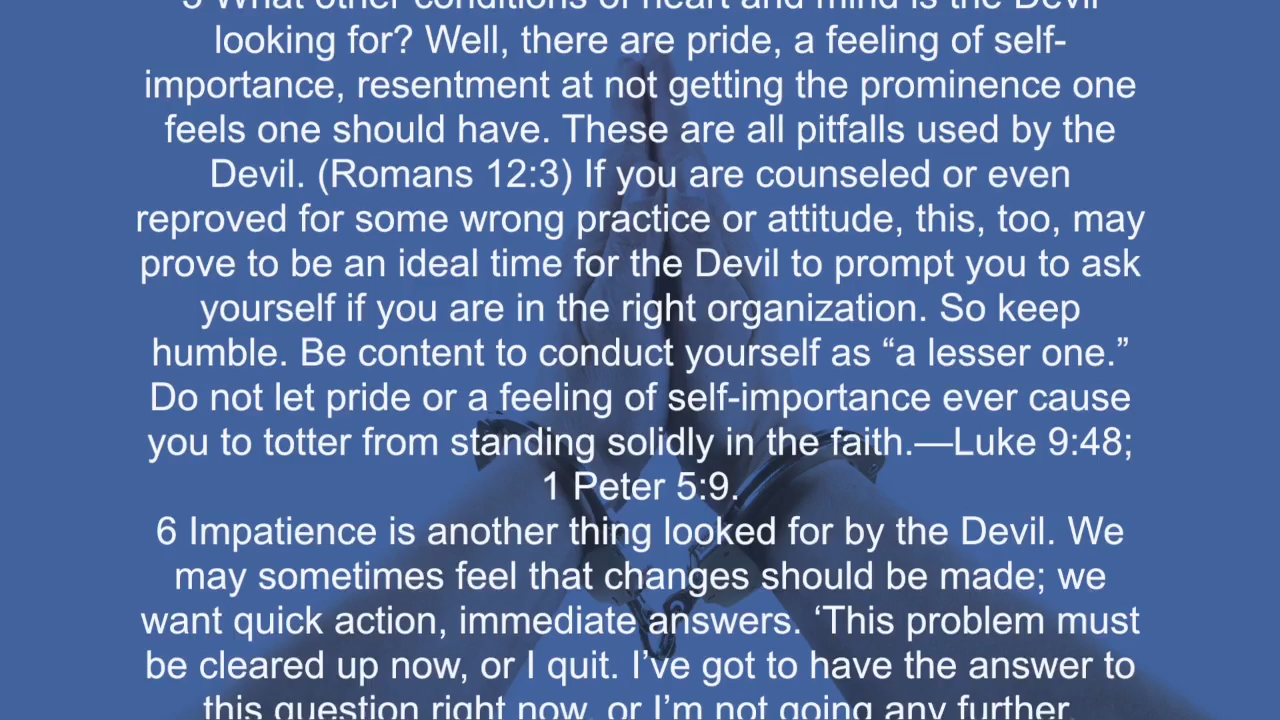 5 What other conditions of heart and mind is the Devil
looking for? Well, there are pride, a feeling of self-
importance, resentment at not getting the prominence one
feels one should have. These are all pitfalls used by the
Devil. (Romans 12:3) If you are counseled or even
reproved for some wrong practice or attitude, this, too, may
prove to be an ideal time for the Devil to prompt you to ask
yourself if you are in the right organization. So keep
humble. Be content to conduct yourself as “a lesser one.”
Do not let pride or a feeling of self-importance ever cause
you to totter from standing solidly in the faith.—Luke 9:48;
1 Peter 5:9.
6 Impatience is another thing looked for by the Devil. We
may sometimes feel that changes should be made; we
want quick action, immediate answers. ‘This problem must
be cleared up now, or I quit. I’ve got to have the answer to
this question right now, or I’m not going any further.